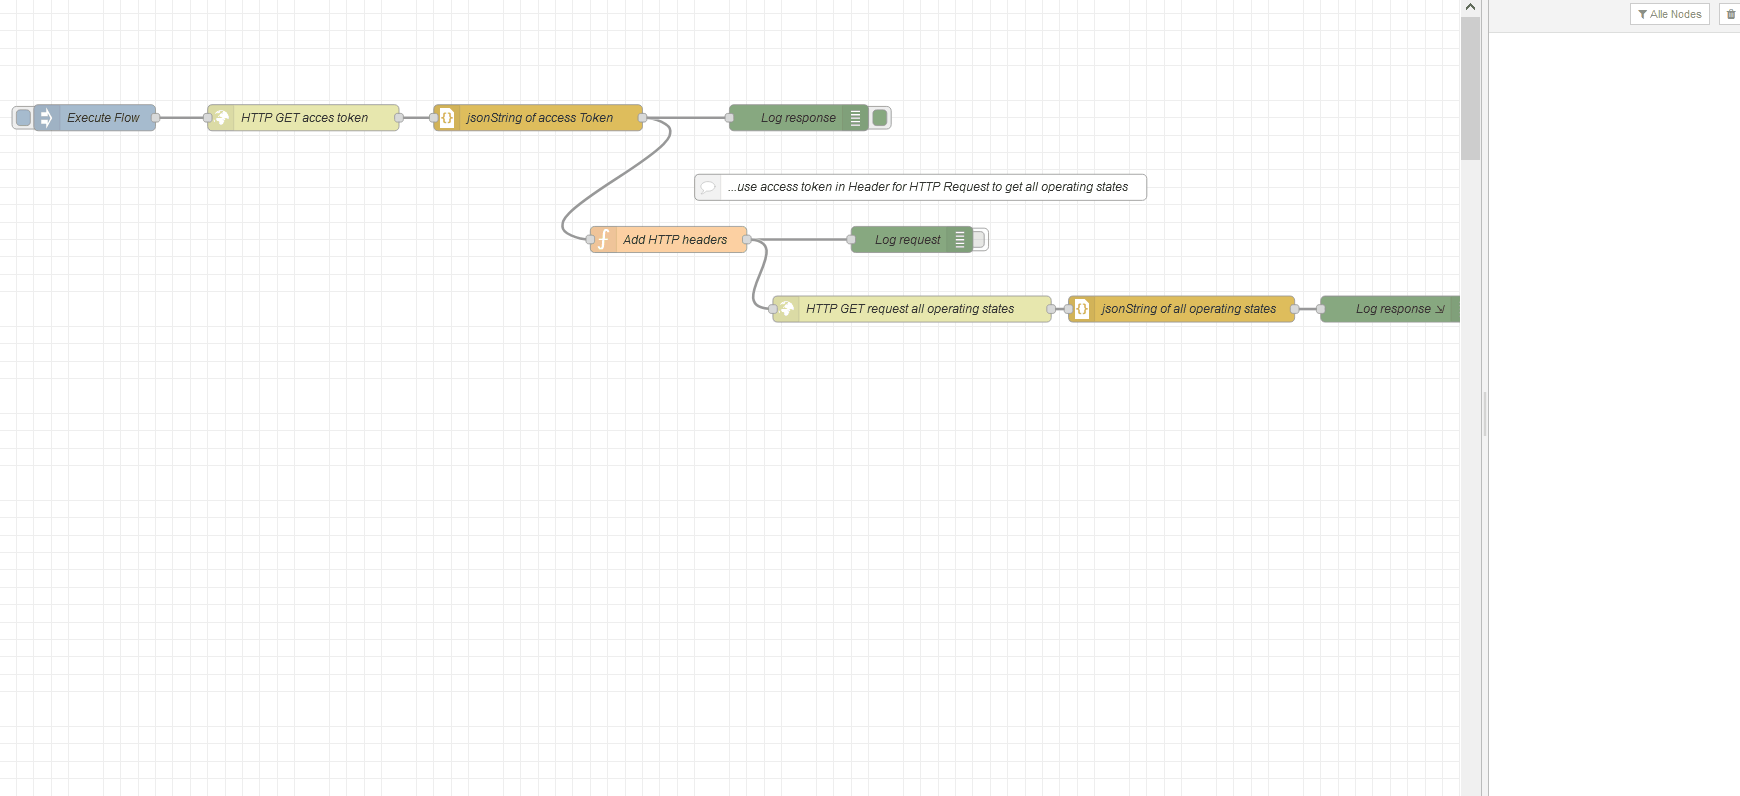 Alle Nodes
Execute Flow
HTTP GET acces token
jsonString of access Token
Log response
...use access token in Header for HTTP Request to get all operating states
Add HTTP headers
Log request
HTTP GET request all operating states
jsonString of all operating states
Log response ⇲